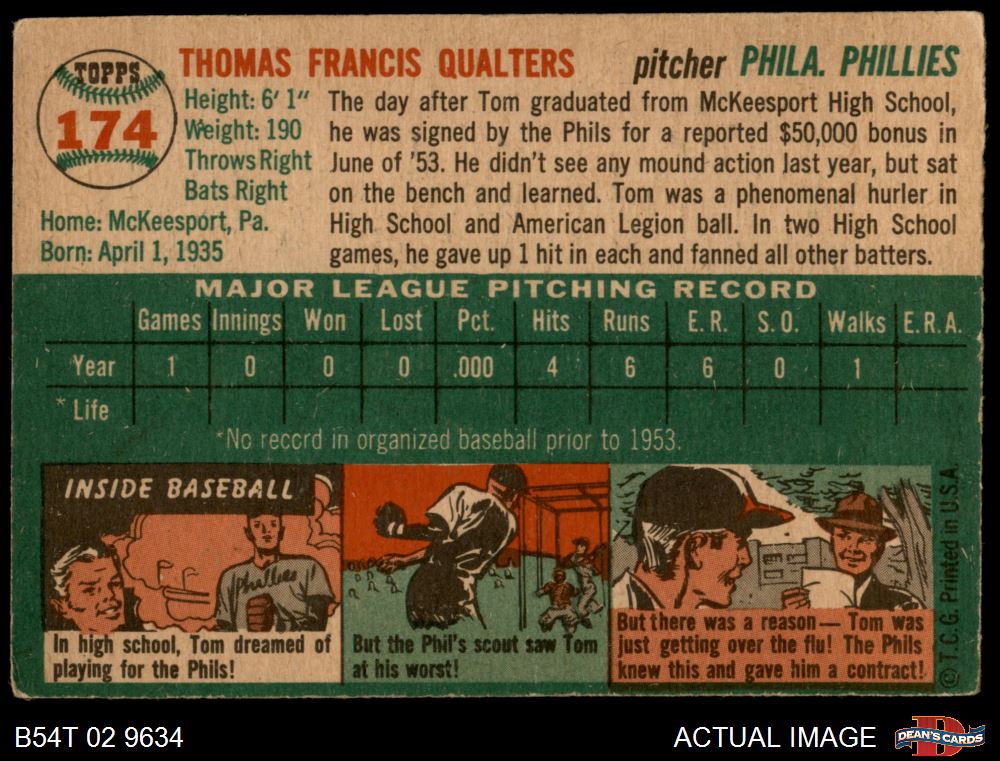 TOPPS
174
THOMAS FRANCIS QUALTERS
pitcher PHILA. PHILLIES
Height: 6' 1"
Weight: 190
Throws Right
Bats Right
Home: McKeesport, Pa.
Born: April 1, 1935
The day after Tom graduated from McKeesport High School,
he was signed by the Phils for a reported $50,000 bonus in
June of '53. He didn't see any mound action last year, but sat
on the bench and learned. Tom was a phenomenal hurler in
High School and American Legion ball. In two High School
games, he gave up 1 hit in each and fanned all other batters.
MAJOR LEAGUE PITCHING RECORD
Games Innings Won Lost Pct. Hits Runs E.R. S.O. Walks E.R.A.
Year 1 0 0 0 .000 4 6 6 0 1
* Life
*No record in organized baseball prior to 1953.
INSIDE BASEBALL
Phillies
In high school, Tom dreamed of
playing for the Phils!
But the Phil's scout saw Tom
at his worst!
But there was a reason — Tom was
just getting over the flu! The Phils
knew this and gave him a contract!
© T.C.G. Printed in U.S.A.
B54T 02 9634
ACTUAL IMAGE
D
DEAN'S CARDS